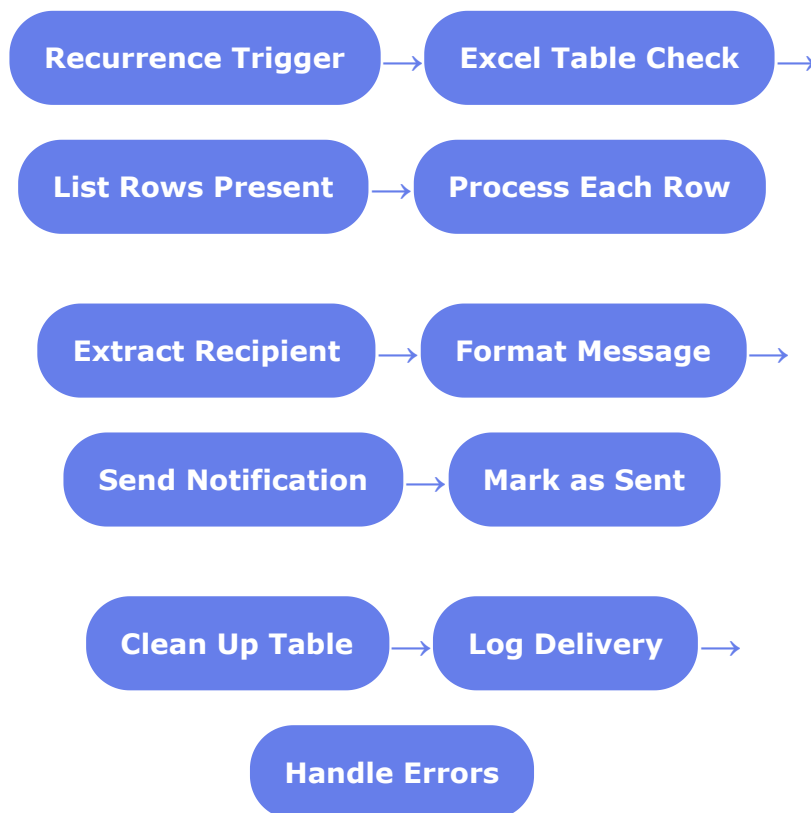 Recurrence Trigger → Excel Table Check →
List Rows Present → Process Each Row
Extract Recipient → Format Message →
Send Notification → Mark as Sent
Clean Up Table → Log Delivery →
Handle Errors